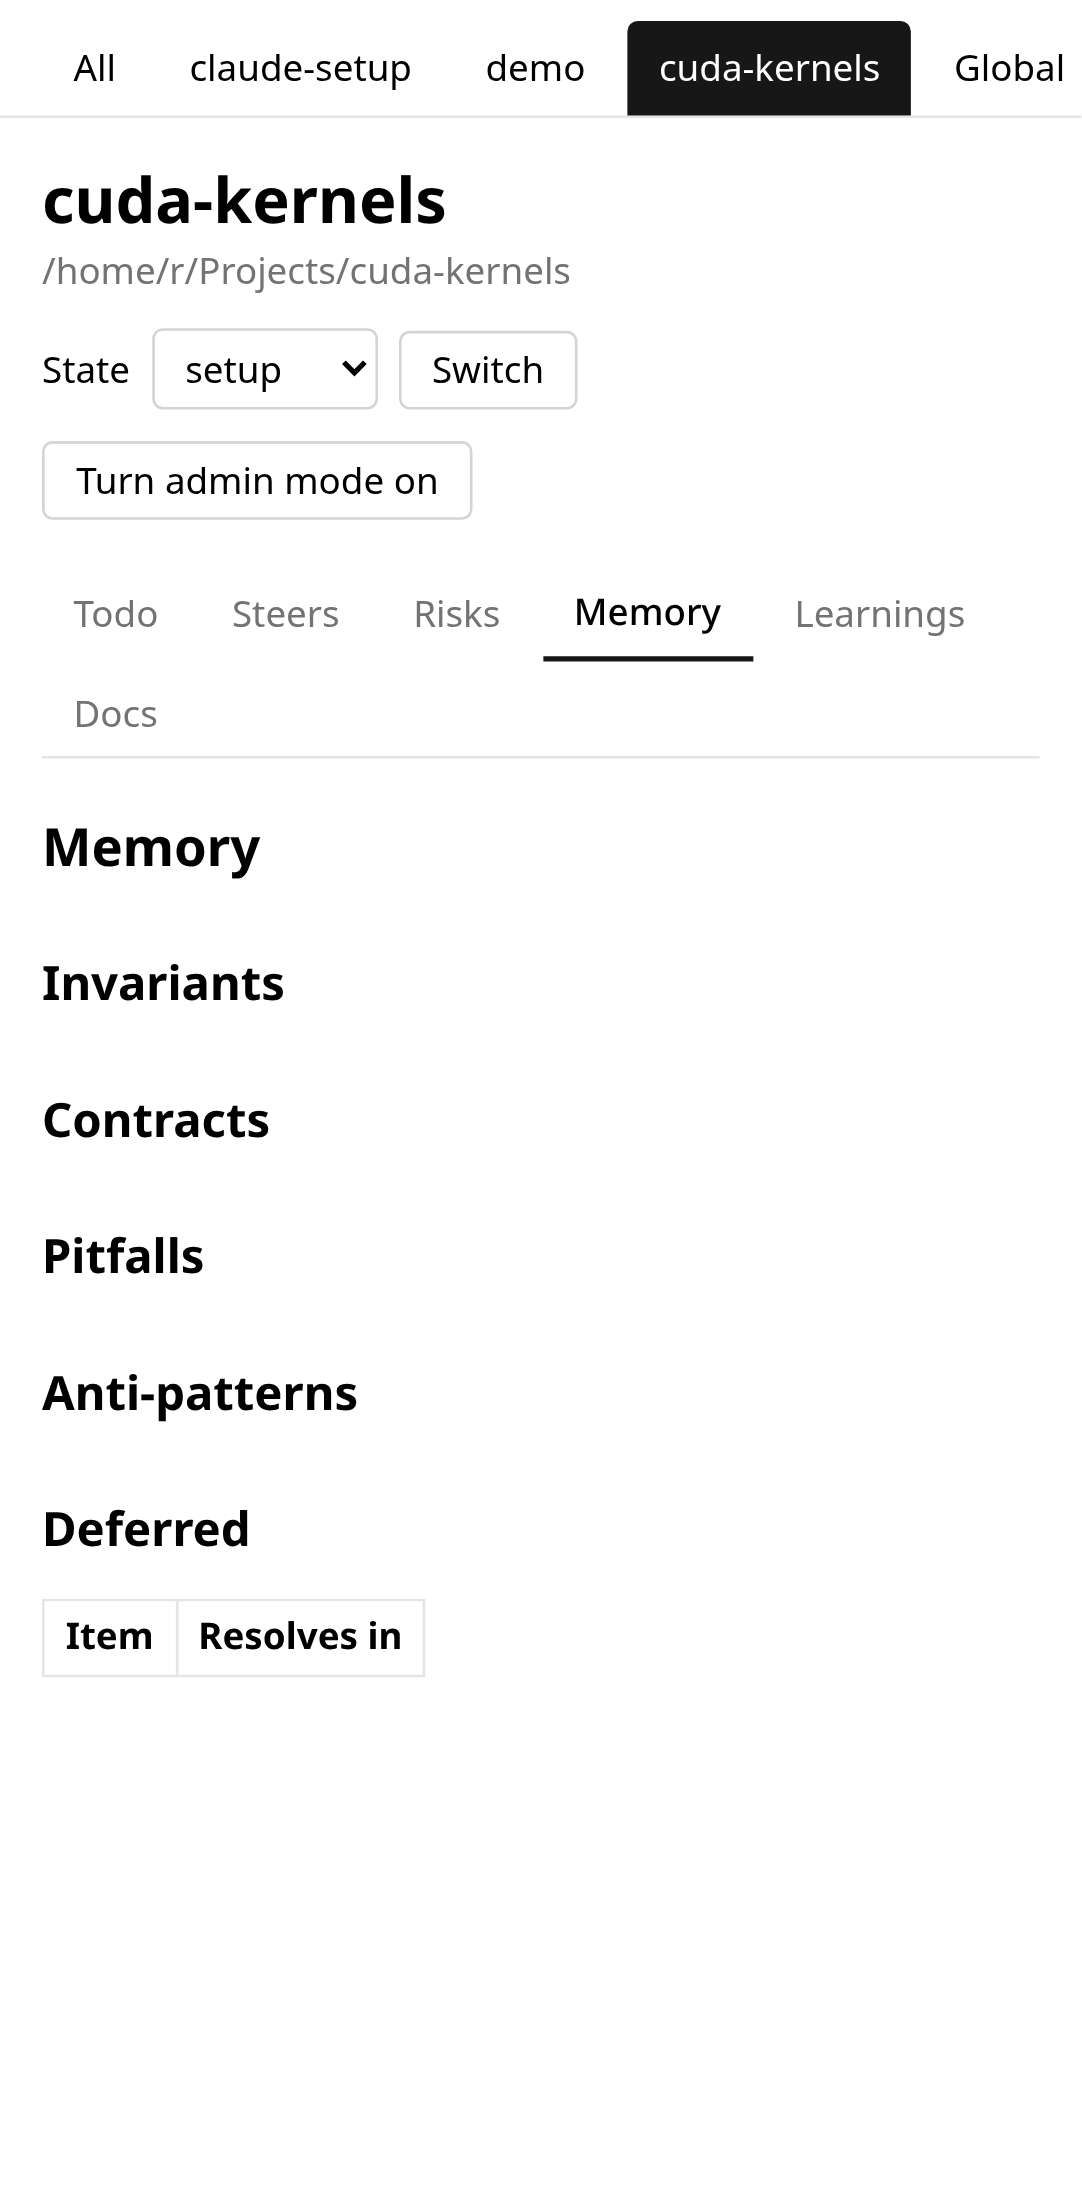 All claude-setup demo cuda-kernels Global
cuda-kernels
/home/r/Projects/cuda-kernels
State setup Switch
Turn admin mode on
Todo Steers Risks Memory Learnings
Docs
Memory
Invariants
Contracts
Pitfalls
Anti-patterns
Deferred
Item Resolves in